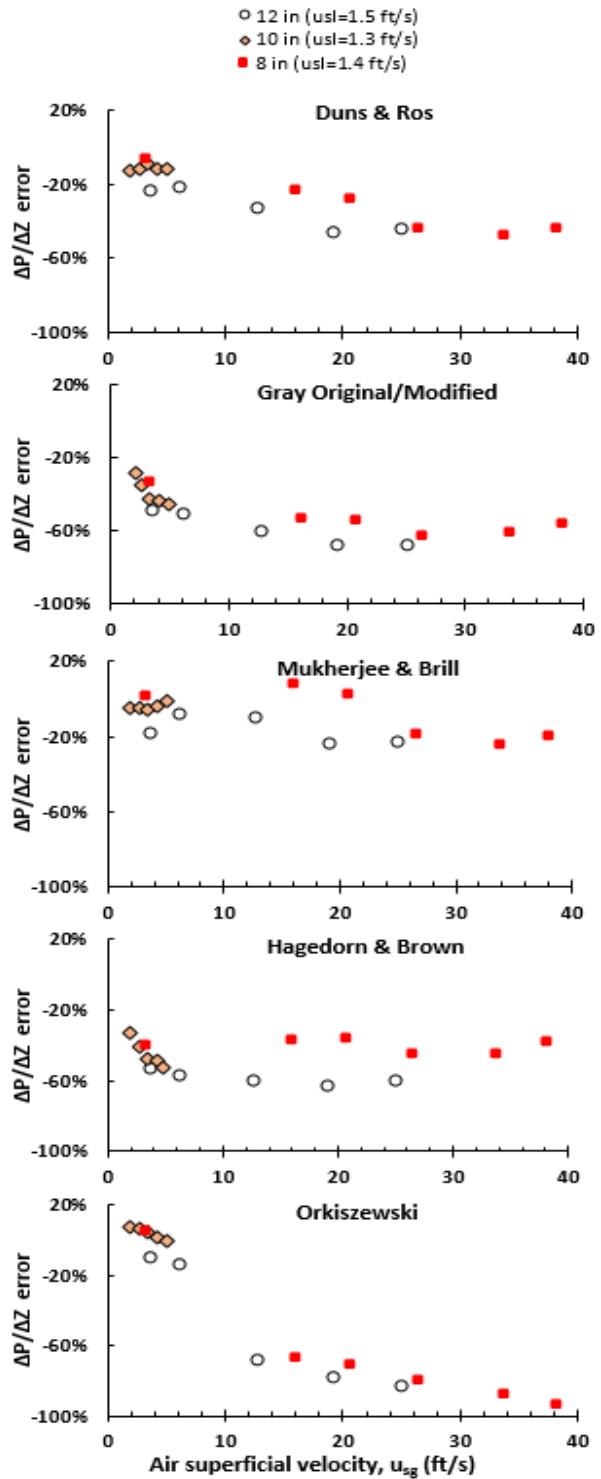 12 in (usl=1.5 ft/s)
10 in (usl=1.3 ft/s)
8 in (usl=1.4 ft/s)
Duns & Ros
20%
-20%
-60%
-100%
ΔP/ΔZ error
0 10 20 30 40
Gray Original/Modified
20%
-20%
-60%
-100%
ΔP/ΔZ error
0 10 20 30 40
Mukherjee & Brill
20%
-20%
-60%
-100%
ΔP/ΔZ error
0 10 20 30 40
Hagedorn & Brown
20%
-20%
-60%
-100%
ΔP/ΔZ error
0 10 20 30 40
Orkiszewski
20%
-20%
-60%
-100%
ΔP/ΔZ error
0 10 20 30 40
Air superficial velocity, usg (ft/s)